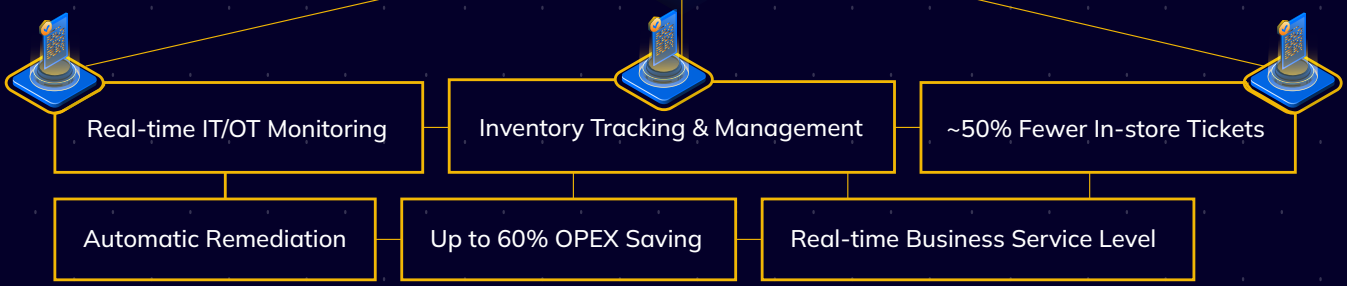 Real-time IT/OT Monitoring
Inventory Tracking & Management
~50% Fewer In-store Tickets
Automatic Remediation
Up to 60% OPEX Saving
Real-time Business Service Level